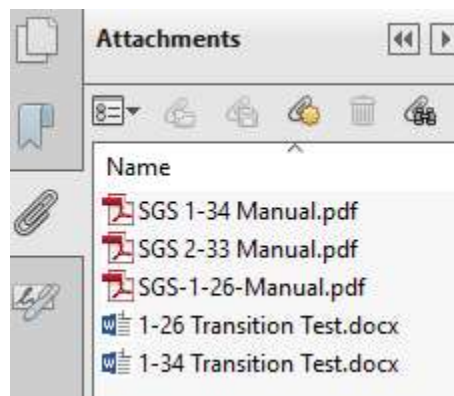 Attachments
Name
SGS 1-34 Manual.pdf
SGS 2-33 Manual.pdf
SGS-1-26-Manual.pdf
1-26 Transition Test.docx
1-34 Transition Test.docx